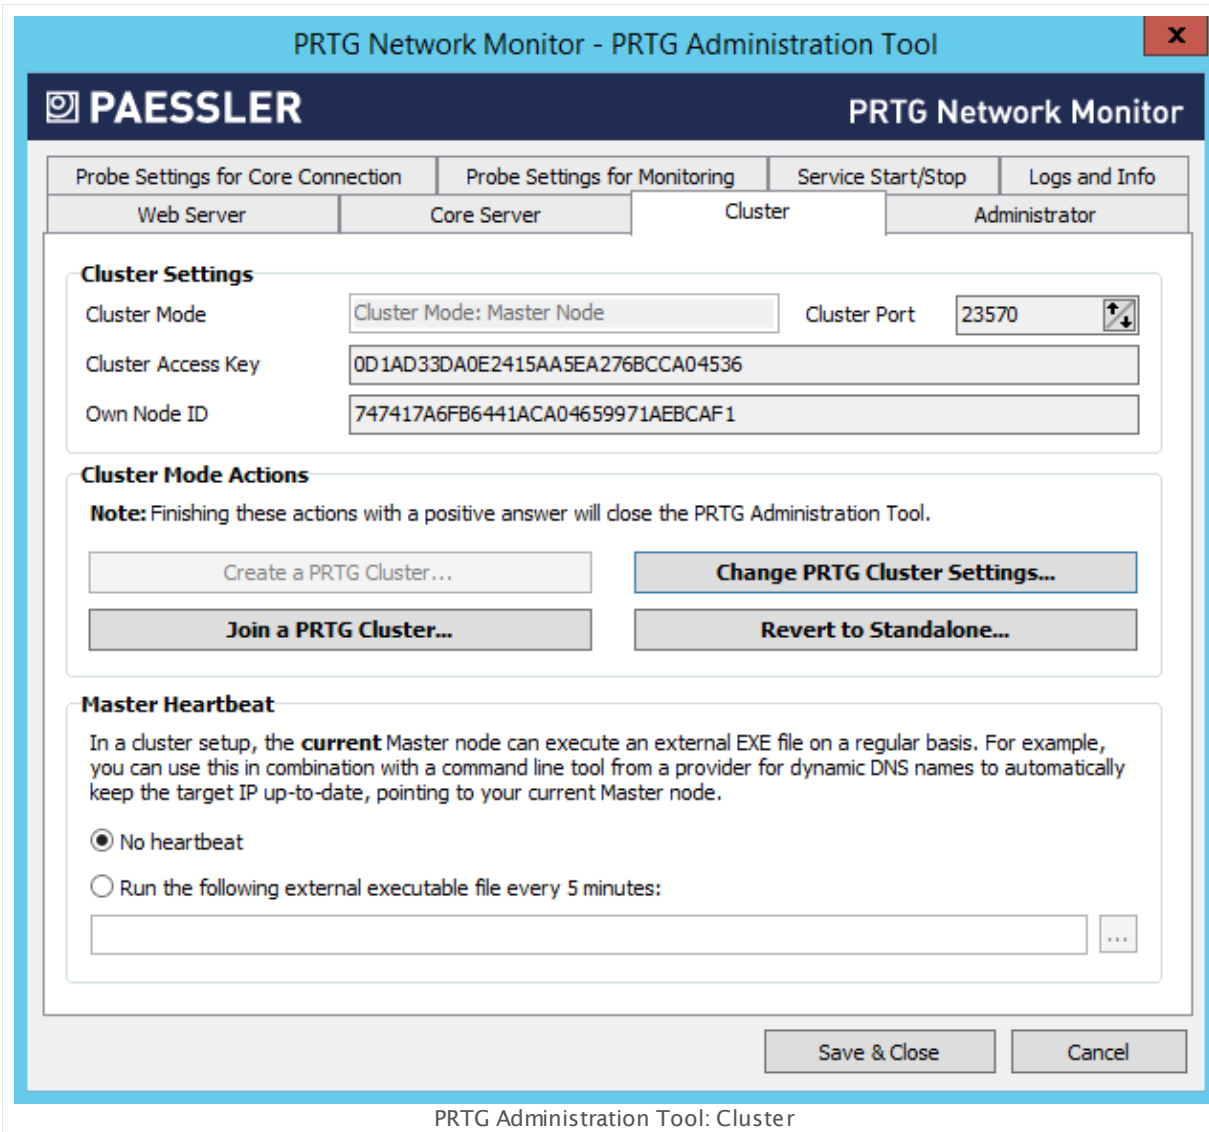 PRTG Network Monitor - PRTG Administration Tool
x
PAESSLER
PRTG Network Monitor
Probe Settings for Core Connection
Probe Settings for Monitoring
Service Start/Stop
Logs and Info
Web Server
Core Server
Cluster
Administrator
Cluster Settings
Cluster Mode
Cluster Mode: Master Node
Cluster Port
23570
Cluster Access Key
0D1AD33DA0E2415AA5EA276BCCA04536
Own Node ID
747417A6FB6441ACA04659971AEBCAF1
Cluster Mode Actions
Note: Finishing these actions with a positive answer will close the PRTG Administration Tool.
Create a PRTG Cluster...
Change PRTG Cluster Settings...
Join a PRTG Cluster...
Revert to Standalone...
Master Heartbeat
In a cluster setup, the current Master node can execute an external EXE file on a regular basis. For example,
you can use this in combination with a command line tool from a provider for dynamic DNS names to automatically
keep the target IP up-to-date, pointing to your current Master node.
No heartbeat
Run the following external executable file every 5 minutes:
...
Save & Close
Cancel
PRTG Administration Tool: Cluster